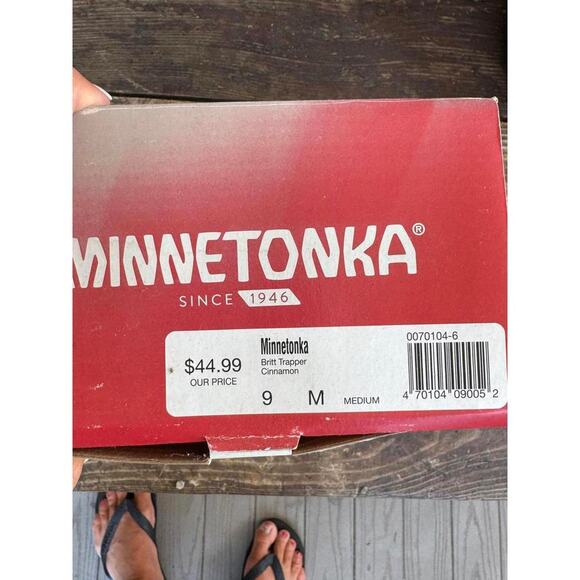 MINNETONKA®
SINCE 1946
$44.99
OUR PRICE
Minnetonka
Britt Trapper
Cinnamon
9 M MEDIUM
0070104-6
4 70104 09005 2